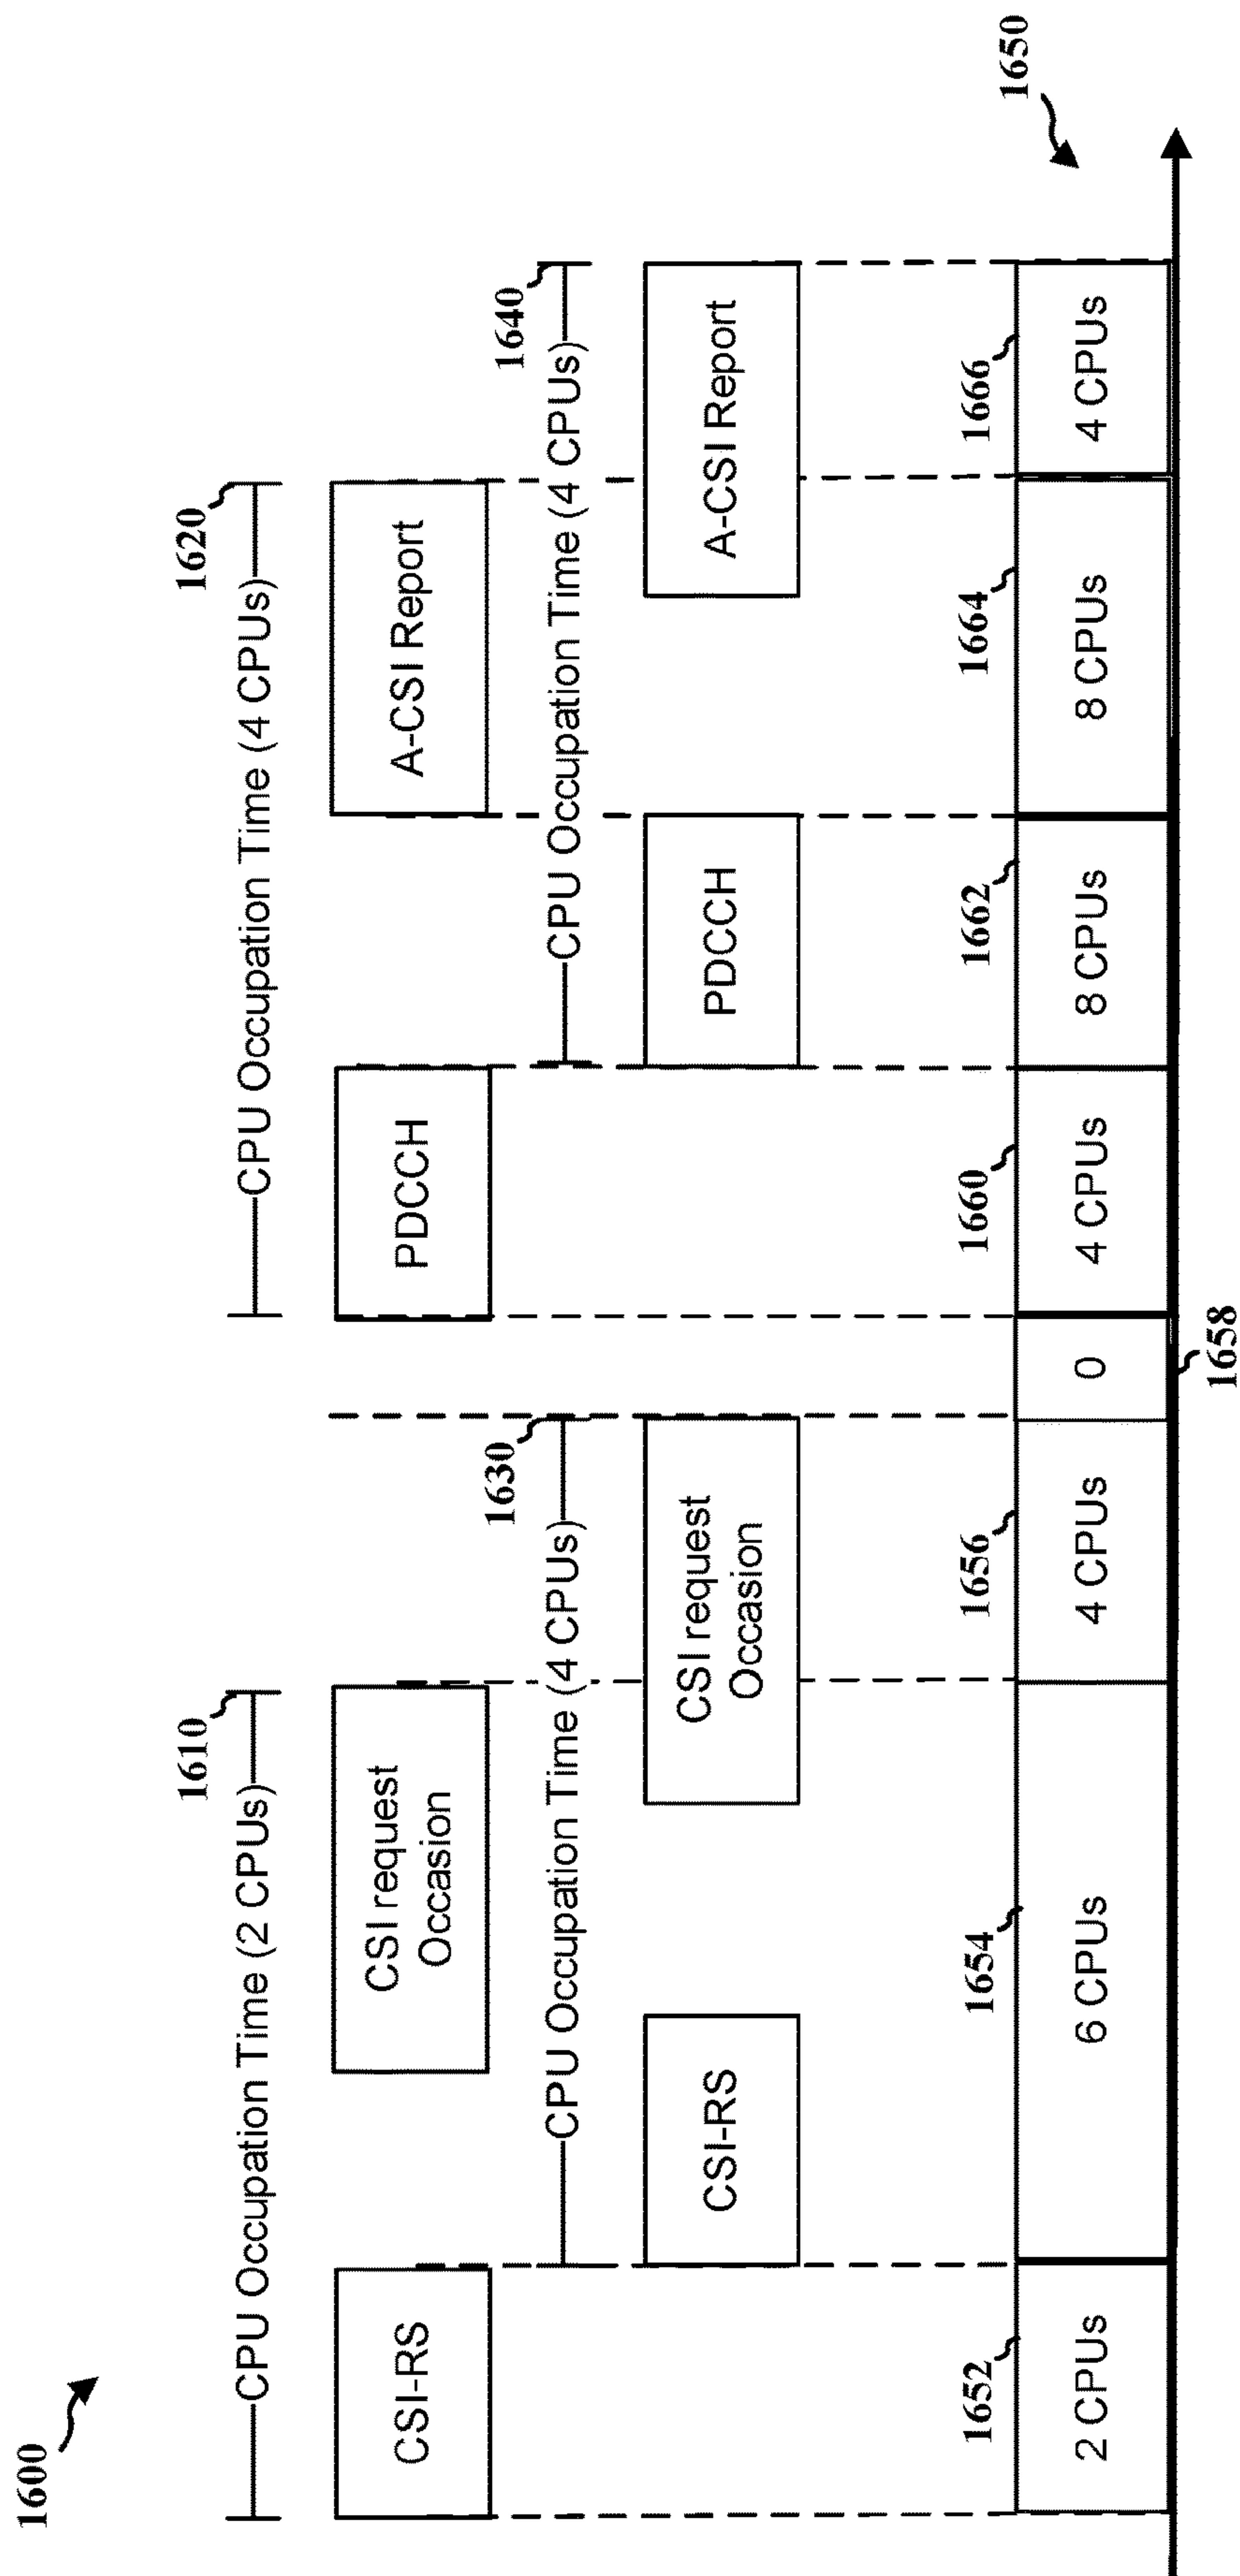 1600
1610
CPU Occupation Time (2 CPUs)
1620
CPU Occupation Time (4 CPUs)
CSI-RS
CSI request
Occasion
PDCCH
A-CSI Report
1630
CPU Occupation Time (4 CPUs)
1640
CPU Occupation Time (4 CPUs)
CSI-RS
CSI request
Occasion
PDCCH
A-CSI Report
1650
1652
1654
1656
1660
1662
1664
1666
2 CPUs
6 CPUs
4 CPUs
0
4 CPUs
8 CPUs
8 CPUs
4 CPUs
1658